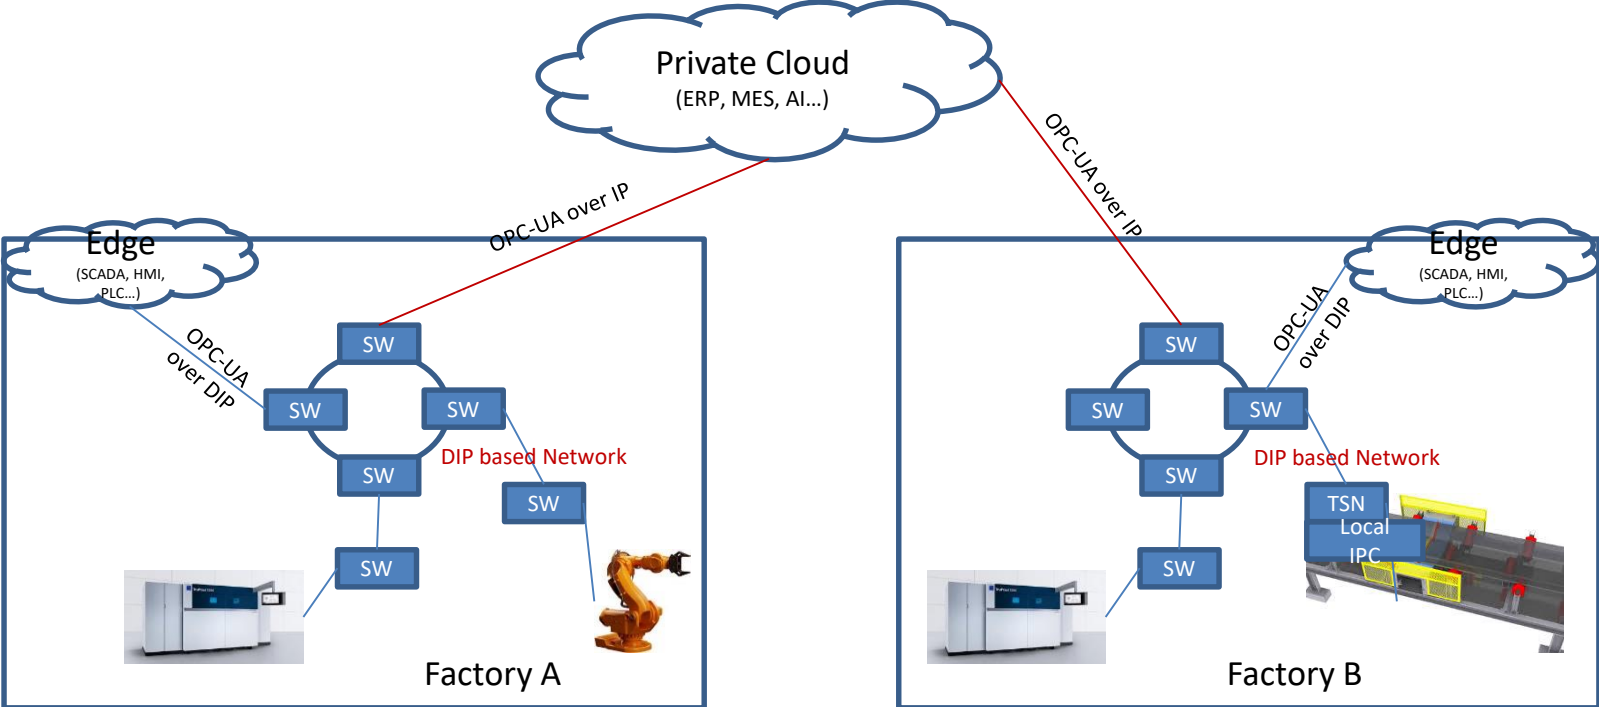 Private Cloud
(ERP, MES, AI...)
OPC-UA over IP
OPC-UA over IP
Edge
(SCADA, HMI,
PLC...)
OPC-UA
over DIP
SW
SW
SW
SW
DIP based Network
SW
SW
Factory A
Edge
(SCADA, HMI,
PLC...)
OPC-UA
over DIP
SW
SW
SW
SW
DIP based Network
TSN
Local
IPC
SW
Factory B